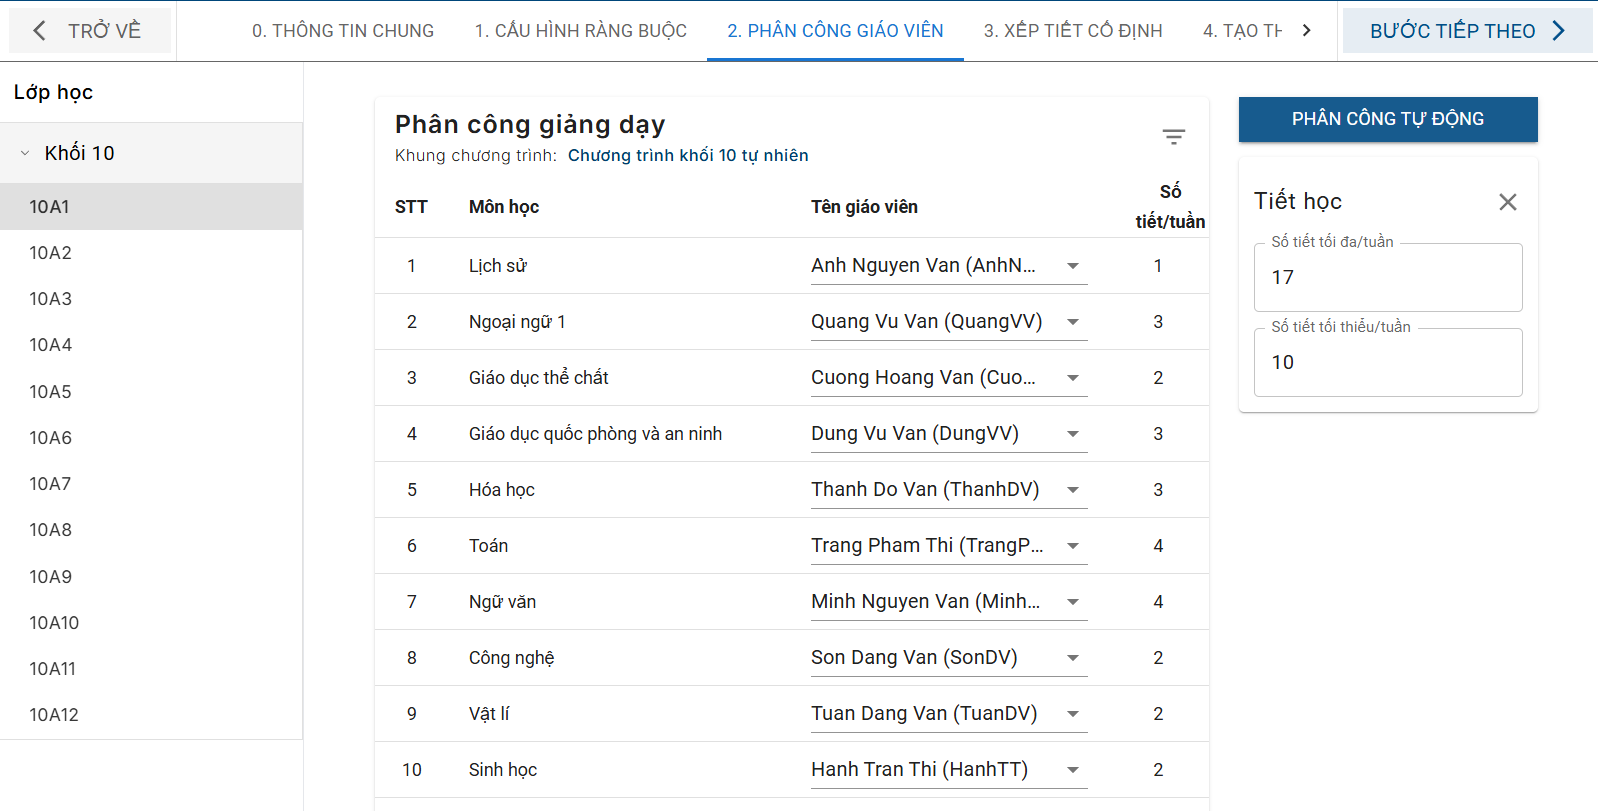 TRỞ VỀ
0. THÔNG TIN CHUNG
1. CẤU HÌNH RÀNG BUỘC
2. PHÂN CÔNG GIÁO VIÊN
3. XẾP TIẾT CỐ ĐỊNH
4. TẠO TH
BƯỚC TIẾP THEO
Lớp học
Khối 10
10A1
10A2
10A3
10A4
10A5
10A6
10A7
10A8
10A9
10A10
10A11
10A12
Phân công giảng dạy
Khung chương trình: Chương trình khối 10 tự nhiên
STT Môn học Tên giáo viên Số tiết/tuần
1 Lịch sử Anh Nguyen Van (AnhN... 1
2 Ngoại ngữ 1 Quang Vu Van (QuangVV) 3
3 Giáo dục thể chất Cuong Hoang Van (Cuo... 2
4 Giáo dục quốc phòng và an ninh Dung Vu Van (DungVV) 3
5 Hóa học Thanh Do Van (ThanhDV) 3
6 Toán Trang Pham Thi (TrangP... 4
7 Ngữ văn Minh Nguyen Van (Minh... 4
8 Công nghệ Son Dang Van (SonDV) 2
9 Vật lí Tuan Dang Van (TuanDV) 2
10 Sinh học Hanh Tran Thi (HanhTT) 2
PHÂN CÔNG TỰ ĐỘNG
Tiết học
Số tiết tối đa/tuần
17
Số tiết tối thiểu/tuần
10